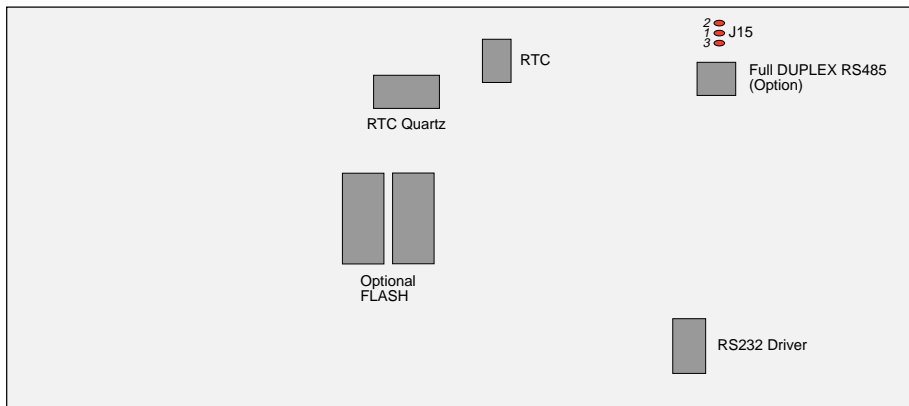 2
1 J15
3
RTC
Full DUPLEX RS485
(Option)
RTC Quartz
Optional
FLASH
RS232 Driver